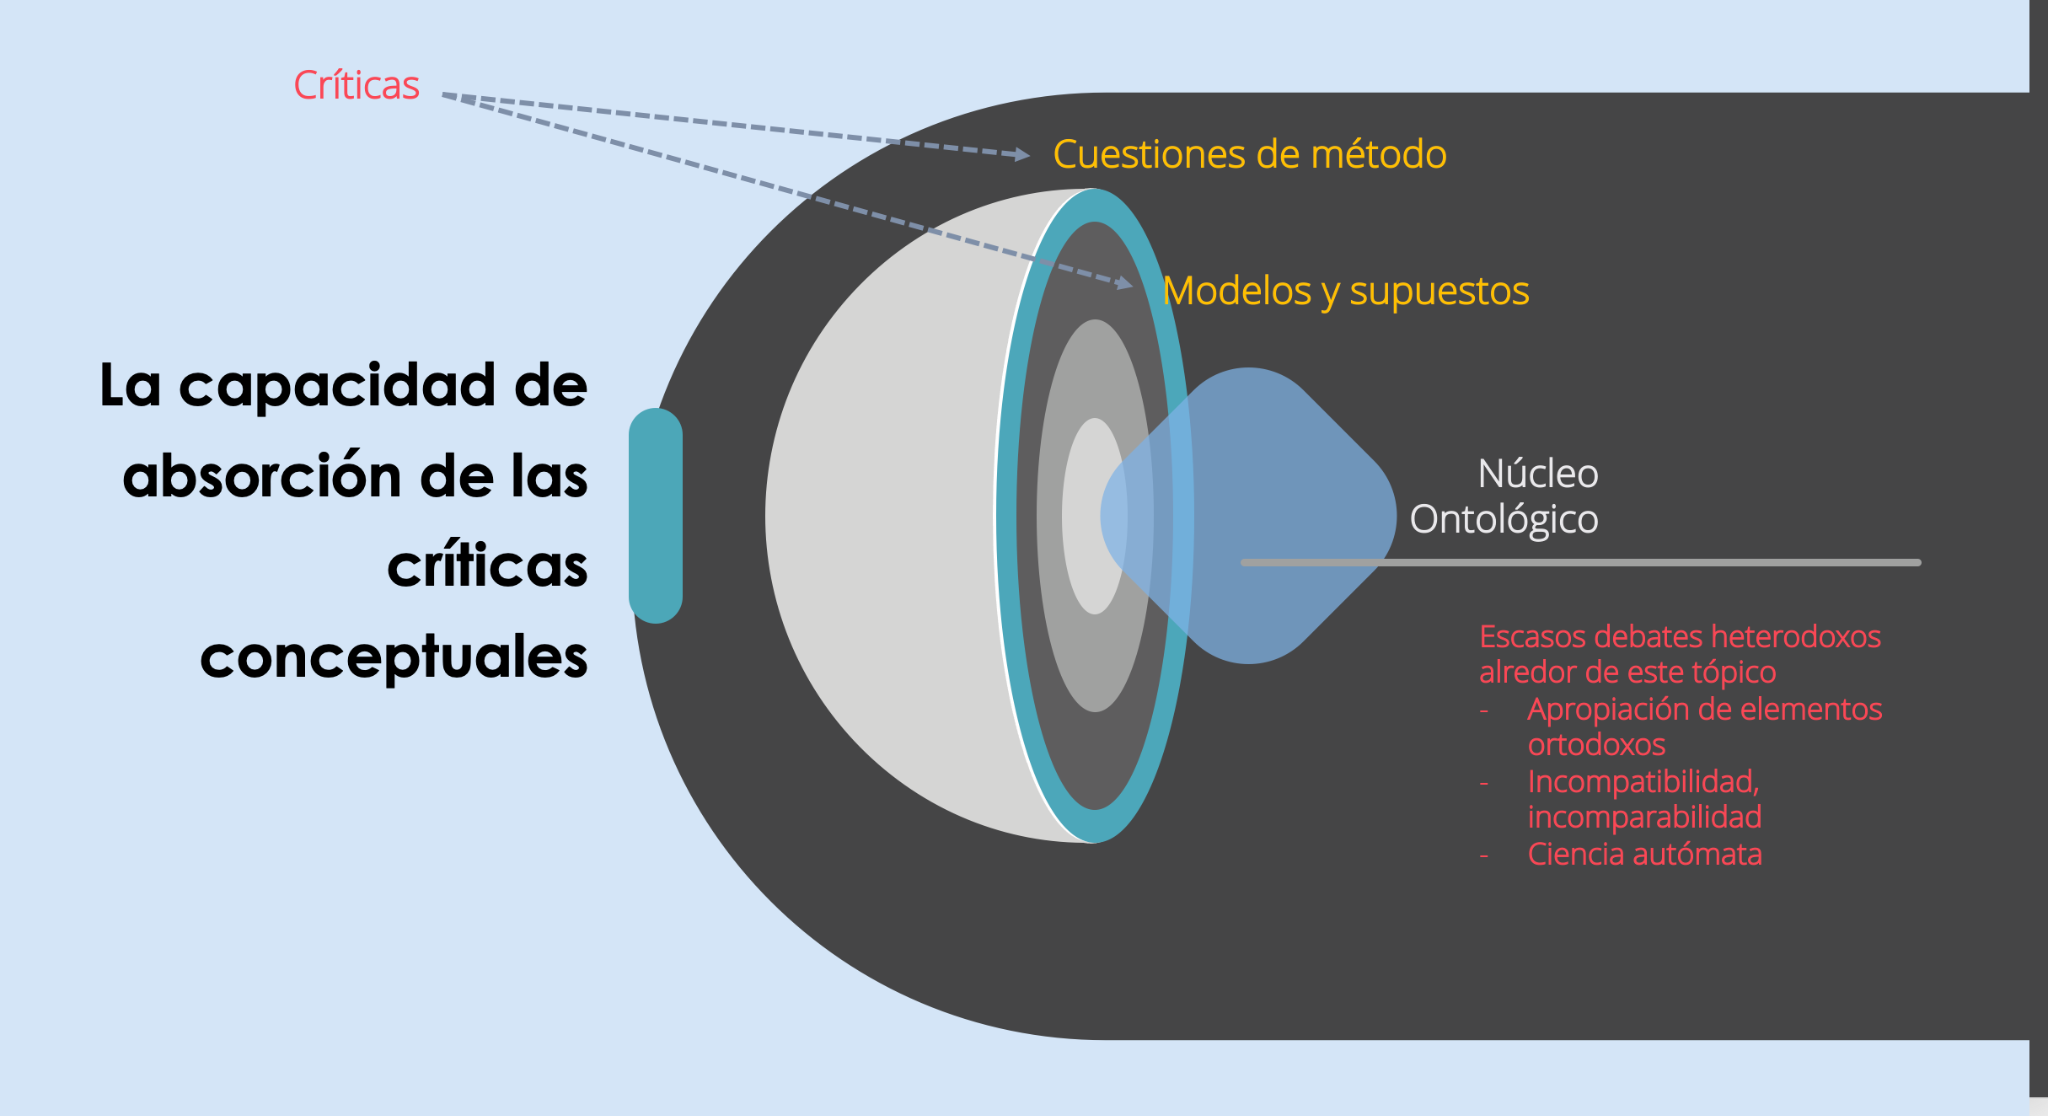 Críticas
Cuestiones de método
Modelos y supuestos
La capacidad de
absorción de las
críticas
conceptuales
Núcleo
Ontológico
Escasos debates heterodoxos
alredor de este tópico
- Apropiación de elementos
ortodoxos
- Incompatibilidad,
incomparabilidad
- Ciencia autómata